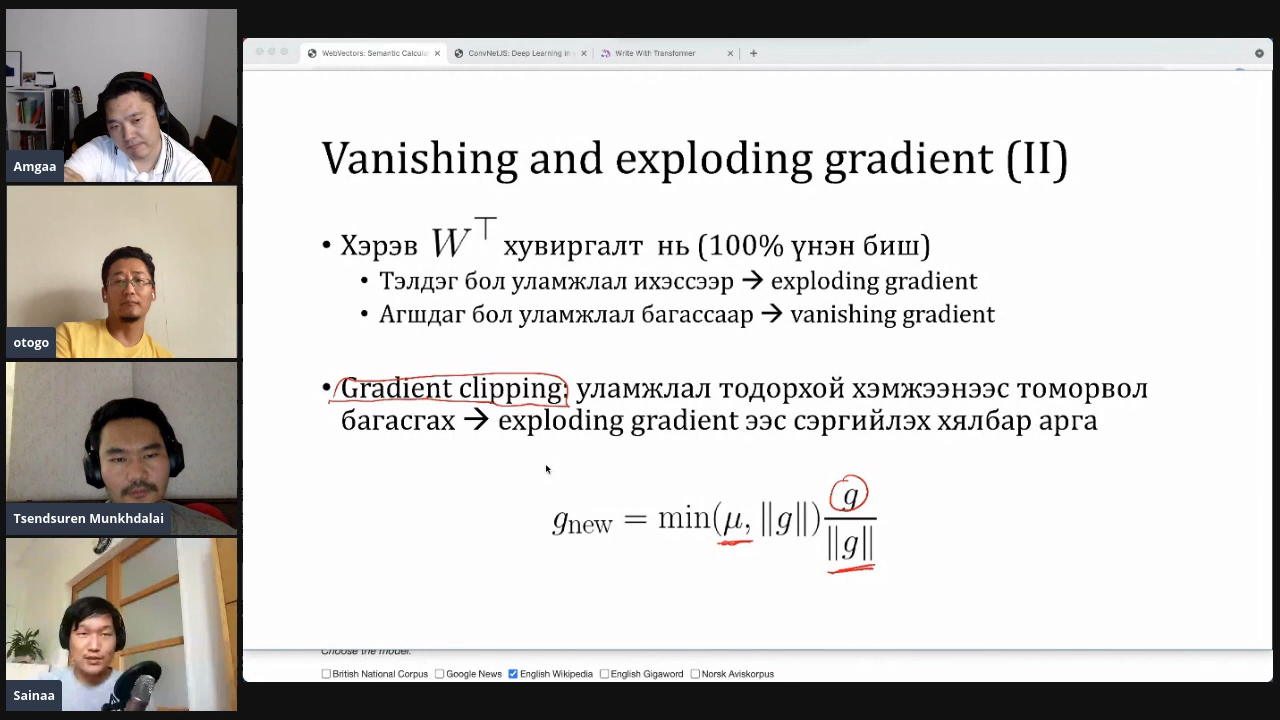 WebVectors: Semantic Calcula
ConvNetJS: Deep Learning in
Write With Transformer
Vanishing and exploding gradient (II)
• Хэрэв W⊤ хувиргалт нь (100% үнэн биш)
• Тэлдэг бол уламжлал ихэссээр → exploding gradient
• Агшдаг бол уламжлал багассаар → vanishing gradient
• Gradient clipping: уламжлал тодорхой хэмжээнээс томорвол
багасгах → exploding gradient ээс сэргийлэх хялбар арга
g_new = min(μ, ‖g‖) g / ‖g‖
Choose the model.
British National Corpus Google News English Wikipedia English Gigaword Norsk Aviskorpus
Amgaa
otogo
Tsendsuren Munkhdalai
Sainaa